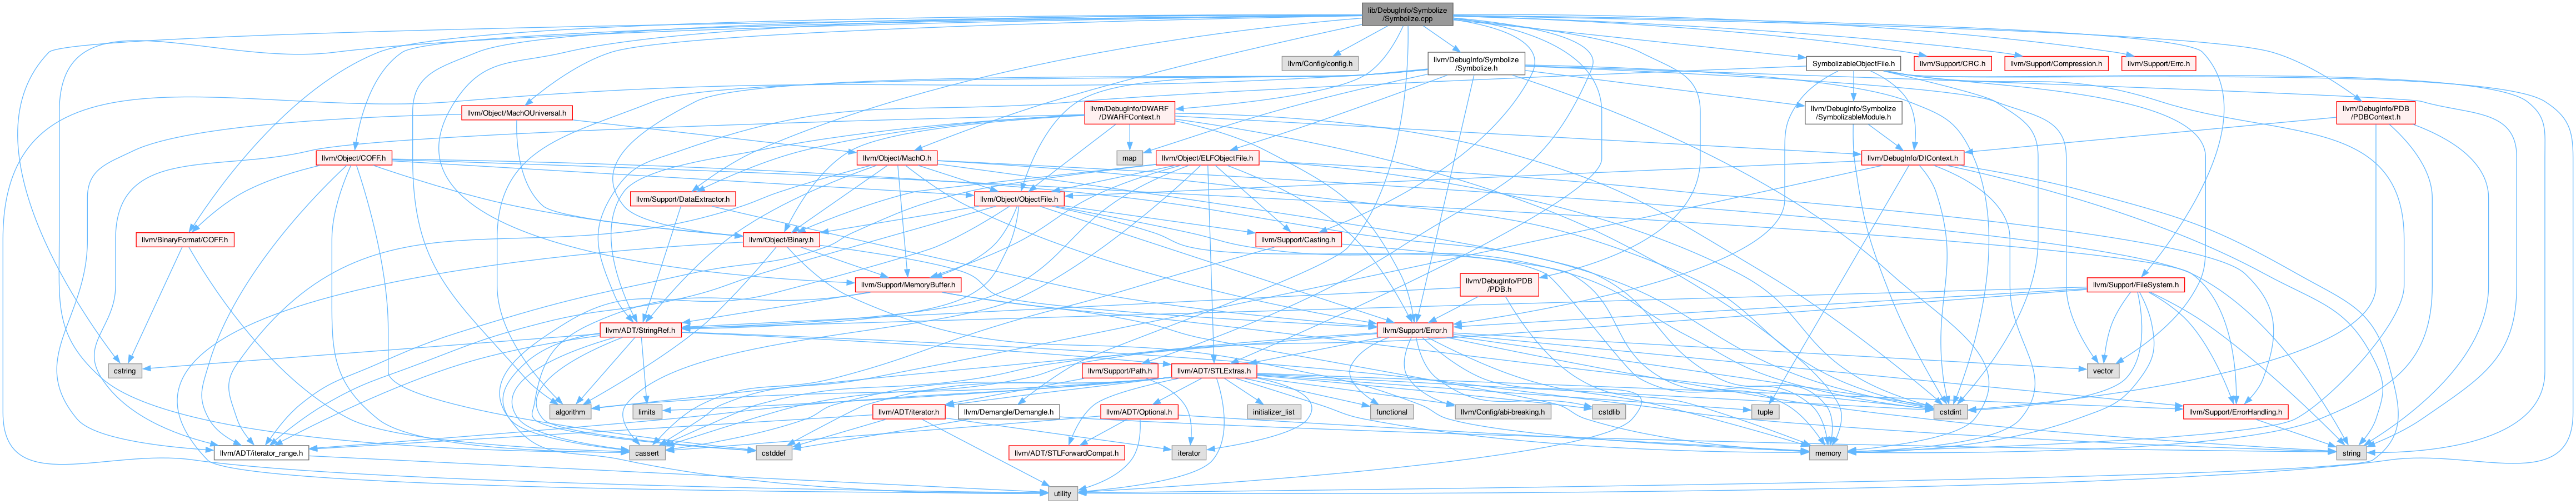 lib/DebugInfo/Symbolize
/Symbolize.cpp
llvm/Config/config.h
llvm/DebugInfo/Symbolize
/Symbolize.h
SymbolizableObjectFile.h
llvm/Support/CRC.h
llvm/Support/Compression.h
llvm/Support/Errc.h
llvm/Object/MachOUniversal.h
llvm/DebugInfo/DWARF
/DWARFContext.h
llvm/DebugInfo/Symbolize
/SymbolizableModule.h
llvm/DebugInfo/PDB
/PDBContext.h
llvm/Object/COFF.h
llvm/Object/MachO.h
map
llvm/Object/ELFObjectFile.h
llvm/DebugInfo/DIContext.h
llvm/Support/DataExtractor.h
llvm/Object/ObjectFile.h
llvm/BinaryFormat/COFF.h
llvm/Object/Binary.h
llvm/Support/Casting.h
llvm/Support/MemoryBuffer.h
llvm/DebugInfo/PDB
/PDB.h
llvm/Support/FileSystem.h
llvm/ADT/StringRef.h
llvm/Support/Error.h
cstring
llvm/Support/Path.h
llvm/ADT/STLExtras.h
vector
algorithm
limits
llvm/ADT/iterator.h
llvm/Demangle/Demangle.h
llvm/ADT/Optional.h
initializer_list
functional
llvm/Config/abi-breaking.h
cstdlib
tuple
cstdint
llvm/Support/ErrorHandling.h
llvm/ADT/iterator_range.h
cassert
cstddef
llvm/ADT/STLForwardCompat.h
iterator
memory
string
utility